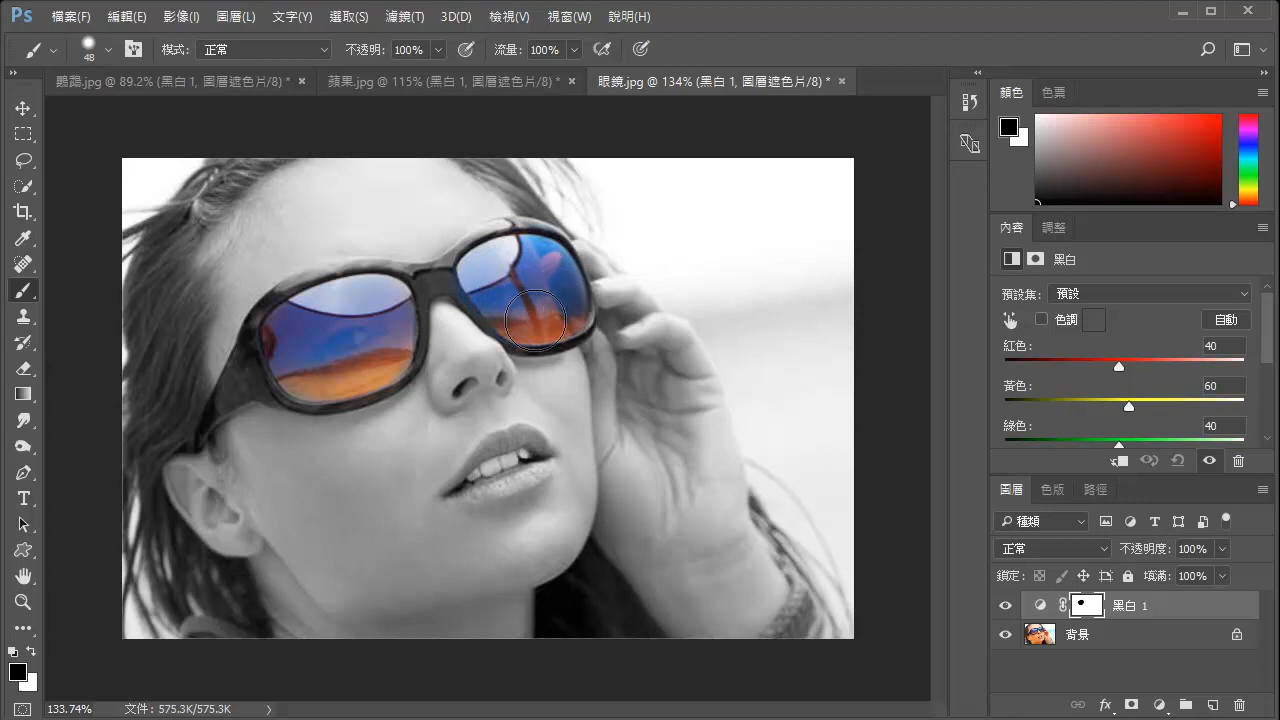 Ps 檔案(F) 編輯(E) 影像(I) 圖層(L) 文字(Y) 選取(S) 濾鏡(T) 3D(D) 檢視(V) 視窗(W) 說明(H)
48 模式: 正常 不透明: 100% 流量: 100%
鸚鵡.jpg @ 89.2% (黑白 1, 圖層遮色片/8) * 蘋果.jpg @ 115% (黑白 1, 圖層遮色片/8) * 眼鏡.jpg @ 134% (黑白 1, 圖層遮色片/8) *
顏色 色票
內容 調整
黑白
預設集: 預設
色調 自動
紅色: 40
黃色: 60
綠色: 40
圖層 色版 路徑
種類
正常 不透明度: 100%
鎖定: 填滿: 100%
黑白 1
背景
133.74% 文件: 575.3K/575.3K
fx